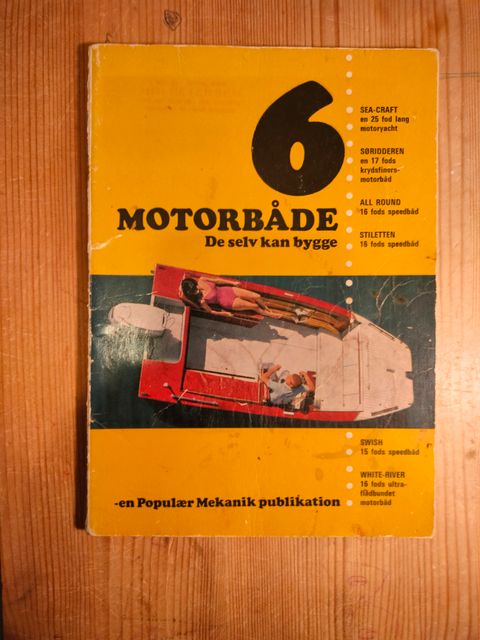 6
MOTORBÅDE
De selv kan bygge
SEA-CRAFT
en 25 fod lang
motoryacht
SØRIDDEREN
en 17 fods
krydsfiners-
motorbåd
ALL ROUND
16 fods speedbåd
STILETTEN
16 fods speedbåd
SWISH
15 fods speedbåd
WHITE-RIVER
16 fods ultra-
fladbundet
motorbåd
-en Populær Mekanik publikation